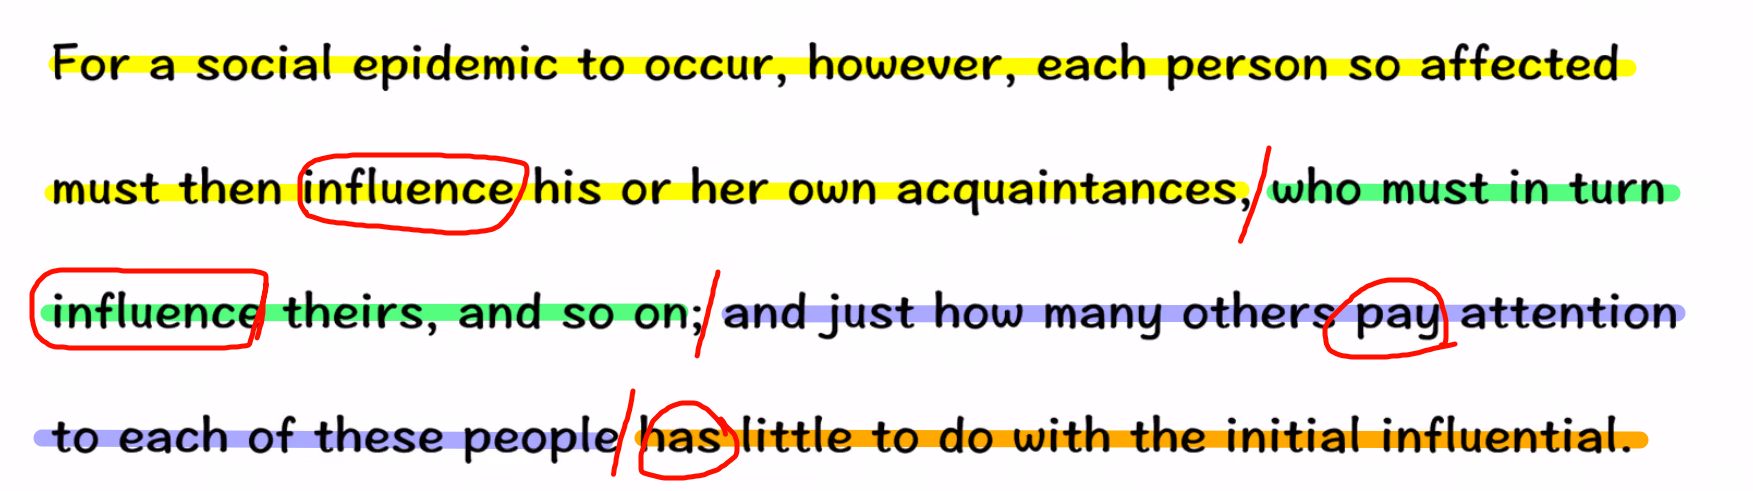 For a social epidemic to occur, however, each person so affected
must then influence his or her own acquaintances, who must in turn
influence theirs, and so on; and just how many others pay attention
to each of these people has little to do with the initial influential.